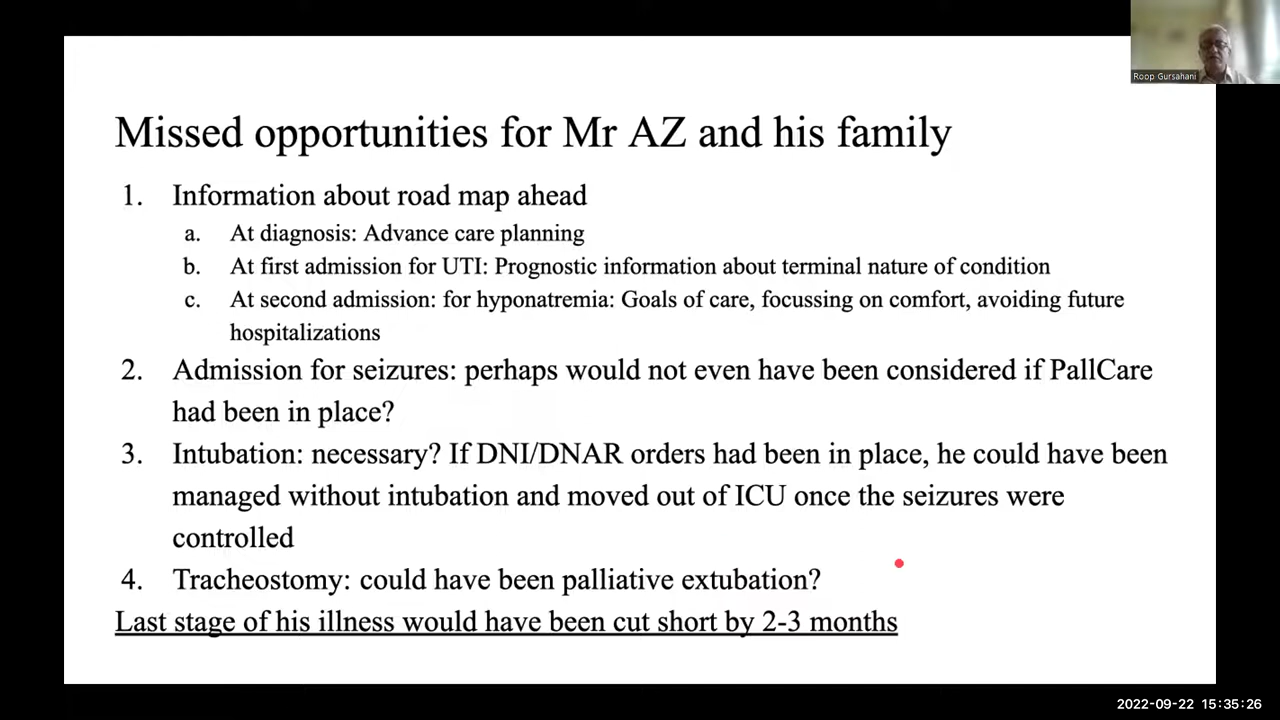 Roop Gursahani
Missed opportunities for Mr AZ and his family
1. Information about road map ahead
a. At diagnosis: Advance care planning
b. At first admission for UTI: Prognostic information about terminal nature of condition
c. At second admission: for hyponatremia: Goals of care, focussing on comfort, avoiding future
hospitalizations
2. Admission for seizures: perhaps would not even have been considered if PallCare
had been in place?
3. Intubation: necessary? If DNI/DNAR orders had been in place, he could have been
managed without intubation and moved out of ICU once the seizures were
controlled
4. Tracheostomy: could have been palliative extubation?
Last stage of his illness would have been cut short by 2-3 months
2022-09-22 15:35:26